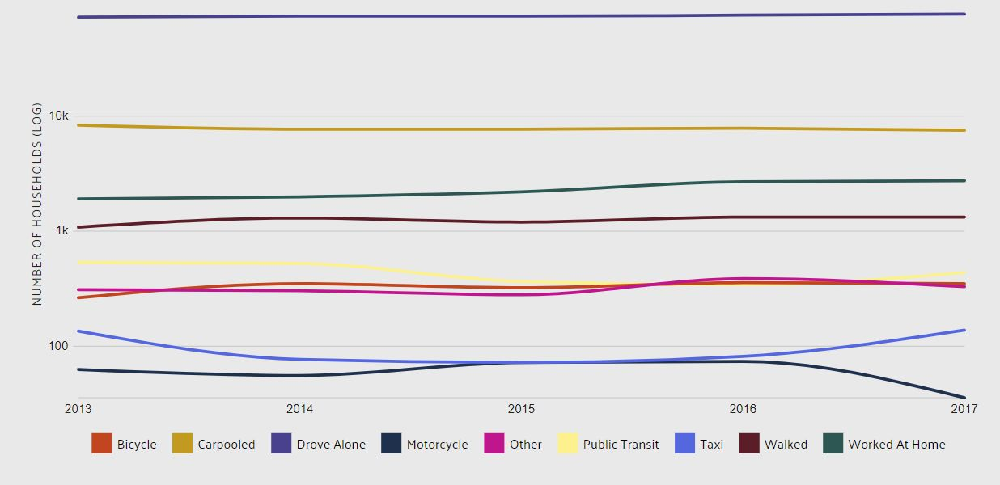 NUMBER OF HOUSEHOLDS (LOG)
10k
1k
100
2013 2014 2015 2016 2017
Bicycle Carpooled Drove Alone Motorcycle Other Public Transit Taxi Walked Worked At Home